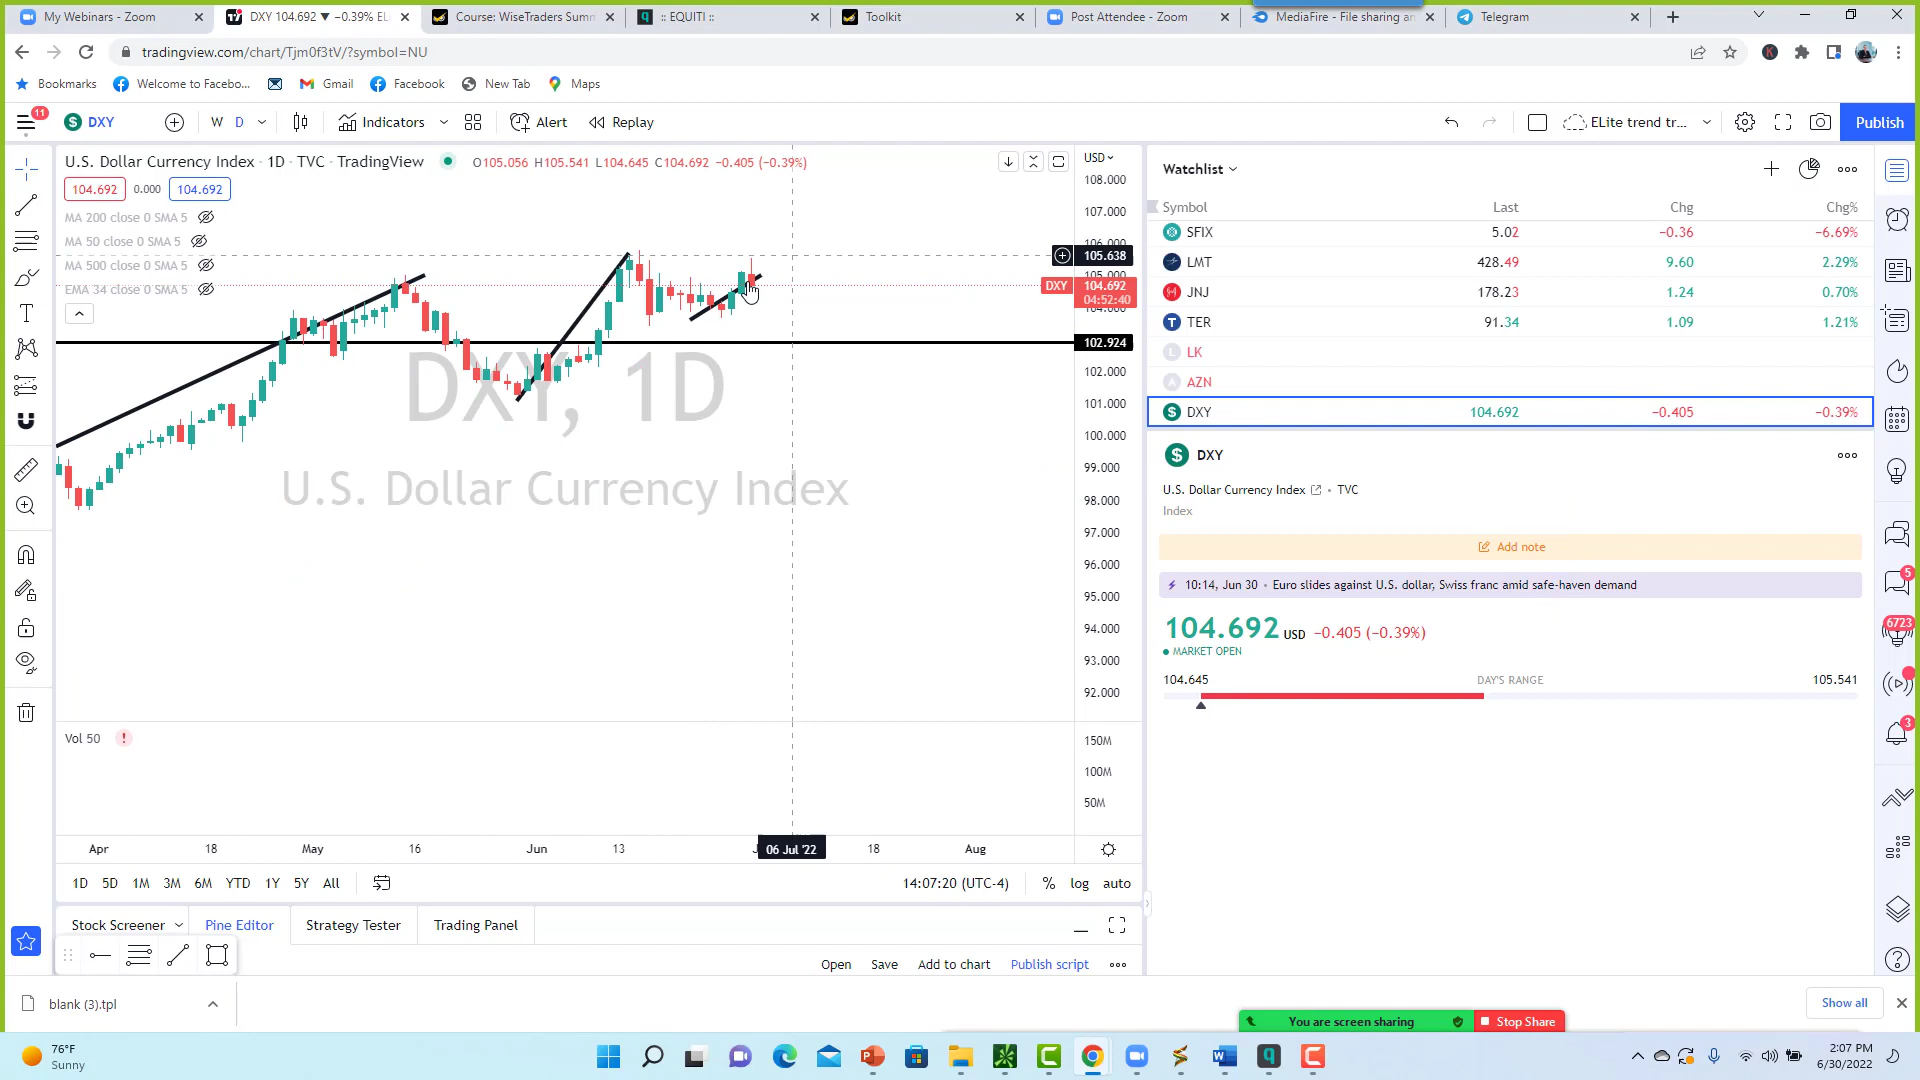 My Webinars - Zoom
DXY 104.692 ▼ −0.39% EL
Course: WiseTraders Summ
:: EQUITI ::
Toolkit
Post Attendee - Zoom
MediaFire - File sharing an
Telegram
tradingview.com/chart/Tjm0f3tV/?symbol=NU
Bookmarks
Welcome to Facebo...
Gmail
Facebook
New Tab
Maps
11
DXY
W
D
Indicators
Alert
Replay
ELite trend tr...
Publish
U.S. Dollar Currency Index · 1D · TVC · TradingView
O105.056 H105.541 L104.645 C104.692 −0.405 (−0.39%)
104.692
0.000
104.692
MA 200 close 0 SMA 5
MA 50 close 0 SMA 5
MA 500 close 0 SMA 5
EMA 34 close 0 SMA 5
DXY, 1D
U.S. Dollar Currency Index
USD
108.000
107.000
106.000
105.638
105.000
DXY
104.692
04:52:40
104.000
102.924
102.000
101.000
100.000
99.000
98.000
97.000
96.000
95.000
94.000
93.000
92.000
Vol 50
!
150M
100M
50M
Apr
18
May
16
Jun
13
06 Jul '22
18
Aug
1D
5D
1M
3M
6M
YTD
1Y
5Y
All
14:07:20 (UTC-4)
%
log
auto
Stock Screener
Pine Editor
Strategy Tester
Trading Panel
Open
Save
Add to chart
Publish script
Watchlist
Symbol
Last
Chg
Chg%
SFIX 5.02 −0.36 −6.69%
LMT 428.49 9.60 2.29%
JNJ 178.23 1.24 0.70%
TER 91.34 1.09 1.21%
LK
AZN
DXY 104.692 −0.405 −0.39%
DXY
U.S. Dollar Currency Index • TVC
Index
Add note
10:14, Jun 30 • Euro slides against U.S. dollar, Swiss franc amid safe-haven demand
104.692 USD −0.405 (−0.39%)
MARKET OPEN
104.645
DAY'S RANGE
105.541
5
6723
3
blank (3).tpl
Show all
You are screen sharing
Stop Share
76°F
Sunny
2:07 PM
6/30/2022